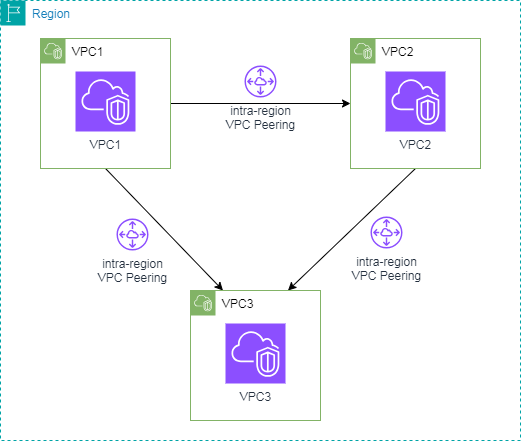 Region
VPC1
VPC1
VPC2
VPC2
intra-region
VPC Peering
intra-region
VPC Peering
intra-region
VPC Peering
VPC3
VPC3